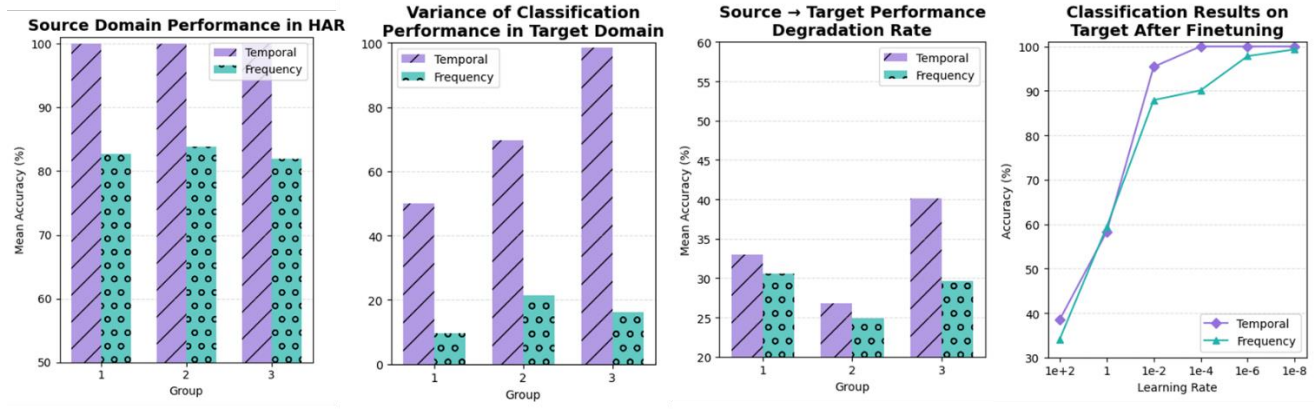 Source Domain Performance in HAR
Mean Accuracy (%)
100
90
80
70
60
50
Temporal
Frequency
1
2
3
Group
Variance of Classification
Performance in Target Domain
100
80
60
40
20
0
Temporal
Frequency
1
2
3
Group
Source → Target Performance
Degradation Rate
Mean Accuracy (%)
60
55
50
45
40
35
30
25
20
Temporal
Frequency
1
2
3
Group
Classification Results on
Target After Finetuning
Accuracy (%)
100
90
80
70
60
50
40
30
Temporal
Frequency
1e+2
1
1e-2
1e-4
1e-6
1e-8
Learning Rate